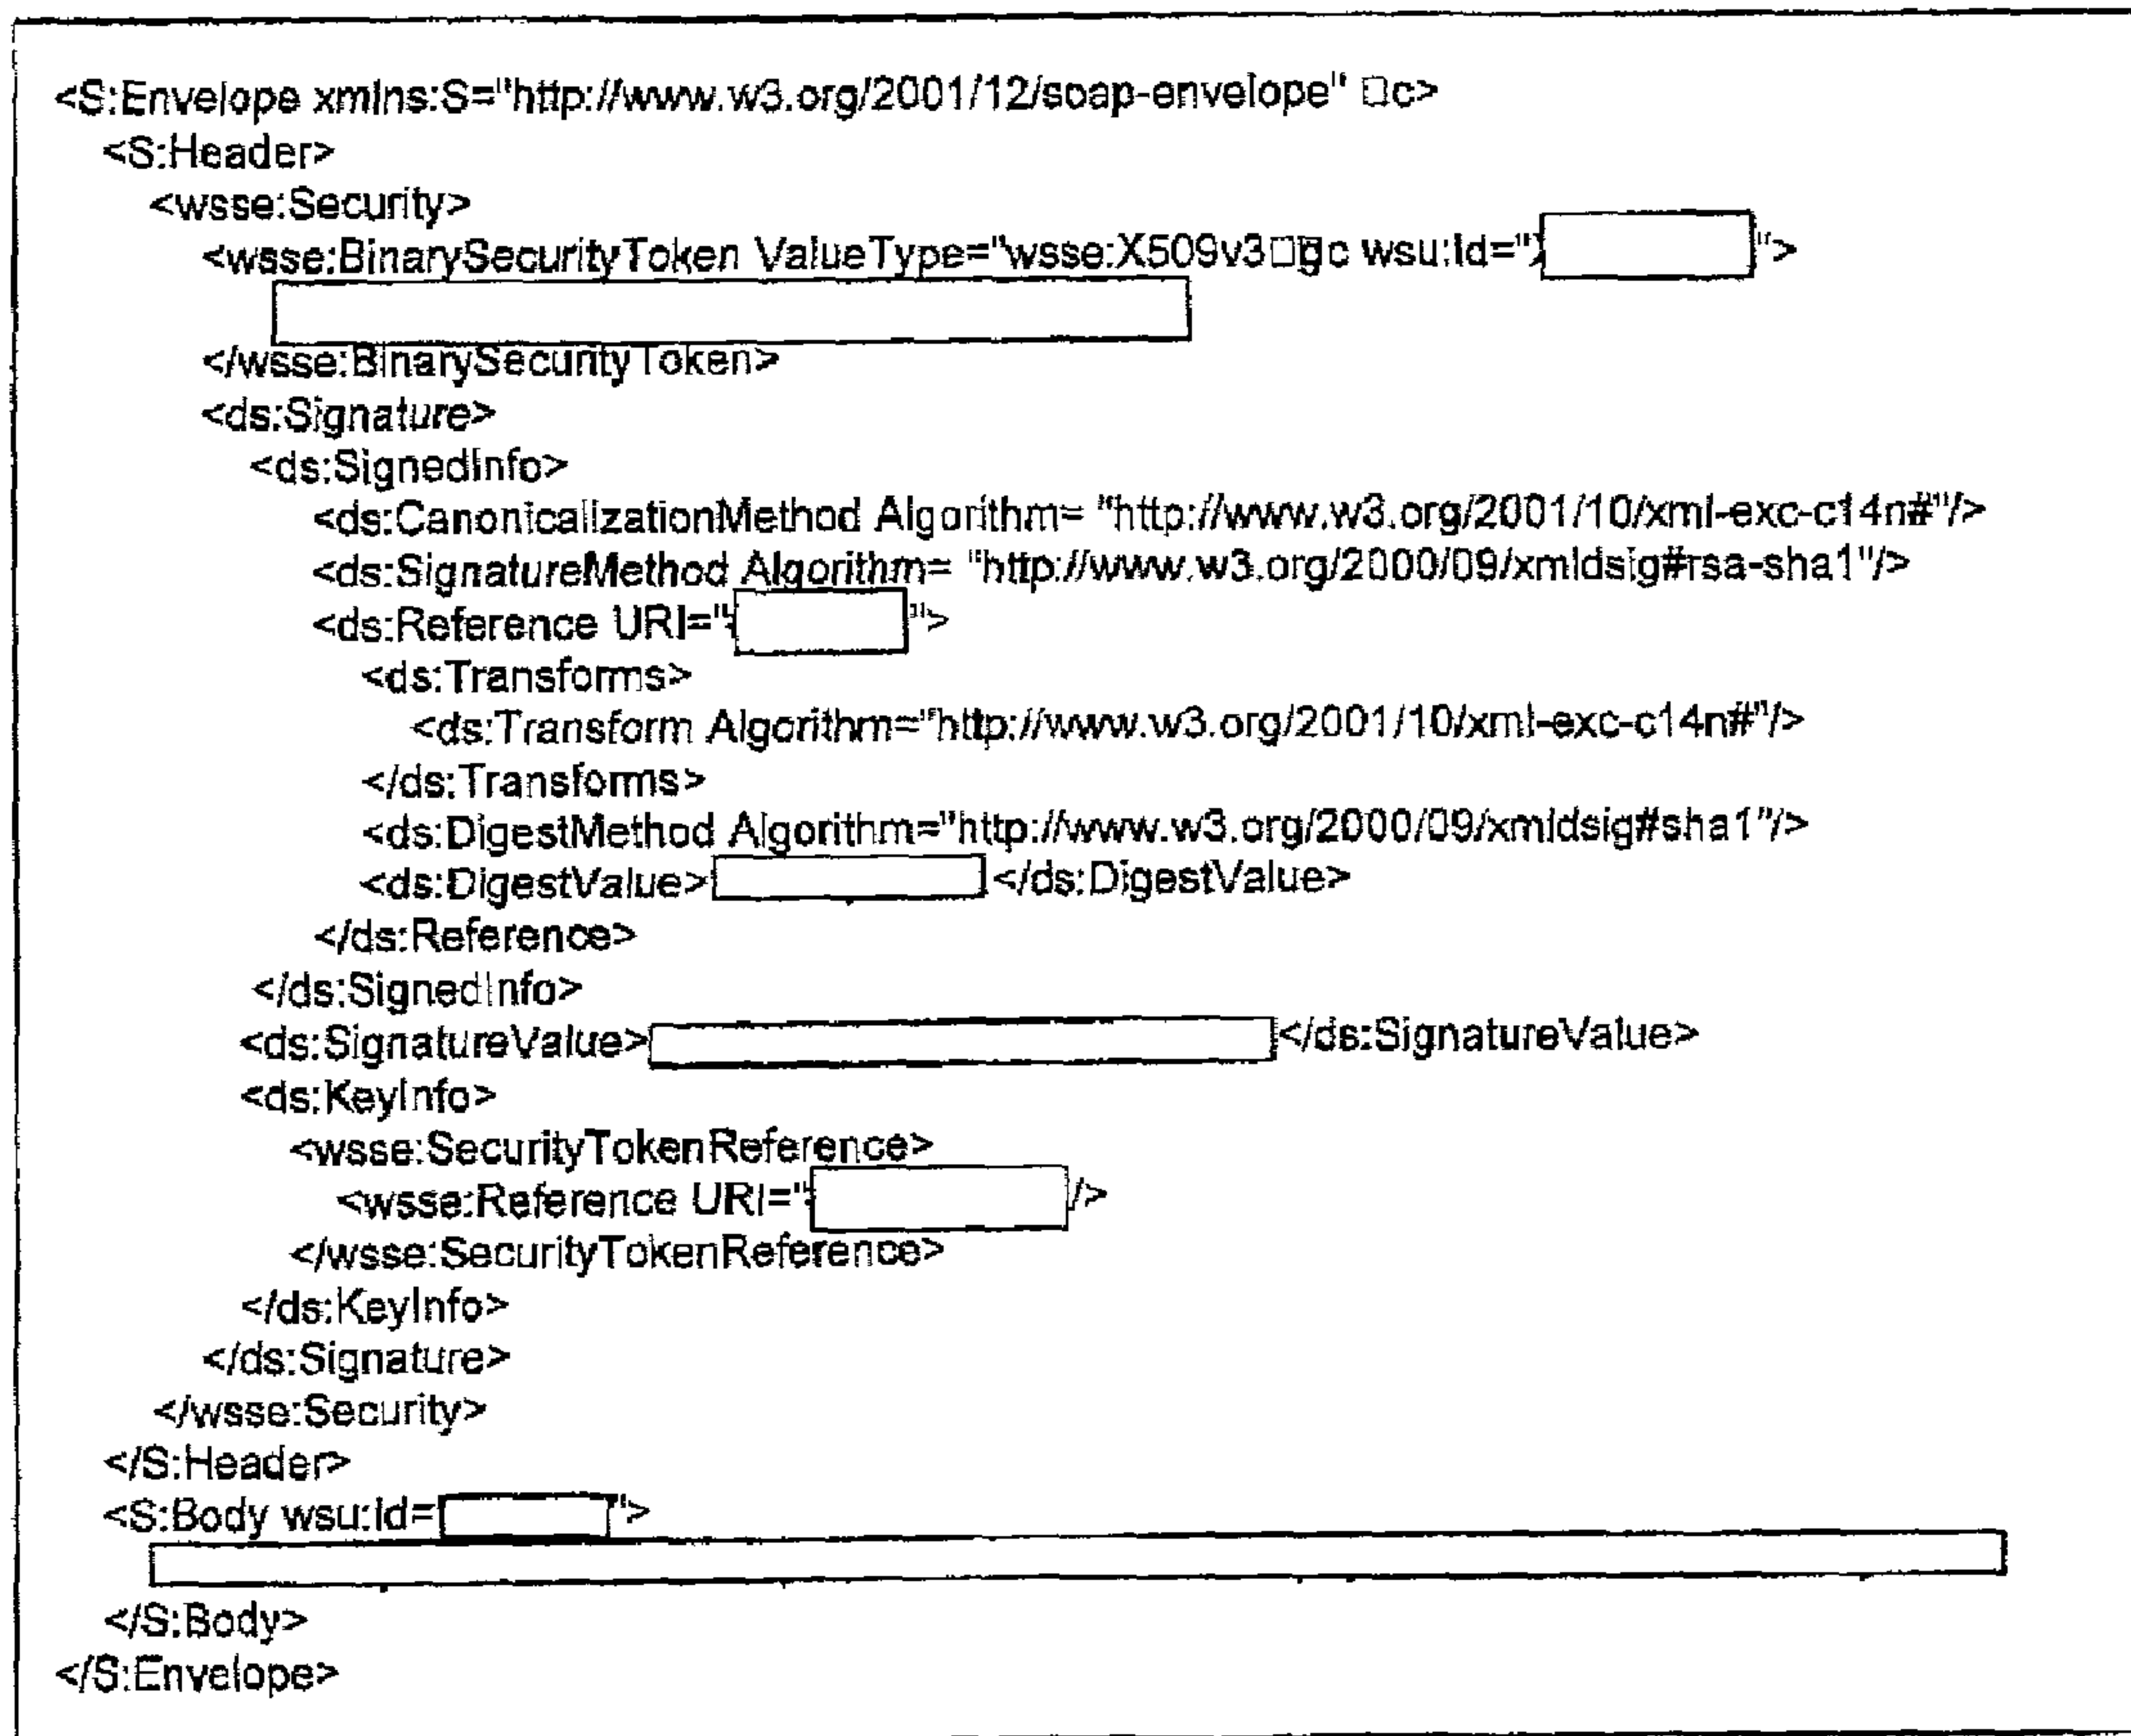 <S:Envelope xmlns:S="http://www.w3.org/2001/12/soap-envelope" □c>
<S:Header>
<wsse:Security>
<wsse:BinarySecurityToken ValueType="wsse:X509v3□gc wsu:Id="">
</wsse:BinarySecurityToken>
<ds:Signature>
<ds:SignedInfo>
<ds:CanonicalizationMethod Algorithm= "http://www.w3.org/2001/10/xml-exc-c14n#"/>
<ds:SignatureMethod Algorithm= "http://www.w3.org/2000/09/xmldsig#rsa-sha1"/>
<ds:Reference URI="">
<ds:Transforms>
<ds:Transform Algorithm="http://www.w3.org/2001/10/xml-exc-c14n#"/>
</ds:Transforms>
<ds:DigestMethod Algorithm="http://www.w3.org/2000/09/xmldsig#sha1"/>
<ds:DigestValue></ds:DigestValue>
</ds:Reference>
</ds:SignedInfo>
<ds:SignatureValue></ds:SignatureValue>
<ds:KeyInfo>
<wsse:SecurityTokenReference>
<wsse:Reference URI="/>
</wsse:SecurityTokenReference>
</ds:KeyInfo>
</ds:Signature>
</wsse:Security>
</S:Header>
<S:Body wsu:Id=">
</S:Body>
</S:Envelope>